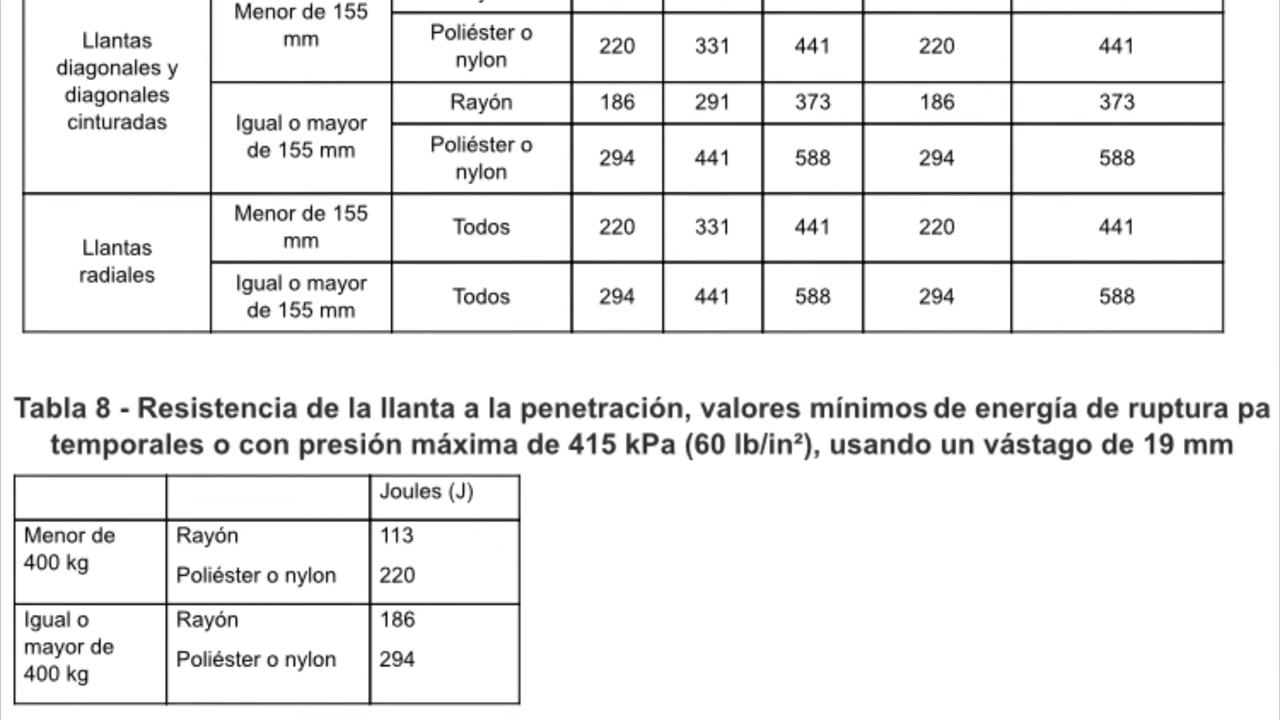 Menor de 155
mm
Llantas
diagonales y
diagonales
cinturadas
Poliéster o
nylon
220 331 441 220 441
Igual o mayor
de 155 mm
Rayón 186 291 373 186 373
Poliéster o
nylon
294 441 588 294 588
Llantas
radiales
Menor de 155
mm
Todos 220 331 441 220 441
Igual o mayor
de 155 mm
Todos 294 441 588 294 588
Tabla 8 - Resistencia de la llanta a la penetración, valores mínimos de energía de ruptura pa
temporales o con presión máxima de 415 kPa (60 lb/in²), usando un vástago de 19 mm
Joules (J)
Menor de
400 kg
Rayón 113
Poliéster o nylon 220
Igual o
mayor de
400 kg
Rayón 186
Poliéster o nylon 294